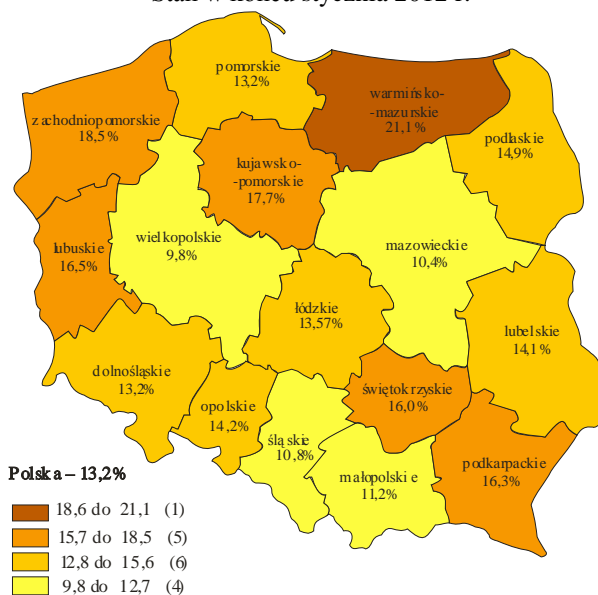 Stan w końcu stycznia 2012 r.
pomorskie
13,2%
warmińsko-
-mazurskie
21,1%
zachodniopomorskie
18,5%
podlaskie
14,9%
kujawsko-
-pomorskie
17,7%
wielkopolskie
9,8%
mazowieckie
10,4%
lubuskie
16,5%
łódzkie
13,57%
lubelskie
14,1%
dolnośląskie
13,2%
świętokrzyskie
16,0%
opolskie
14,2%
śląskie
10,8%
małopolskie
11,2%
podkarpackie
16,3%
Polska – 13,2%
18,6 do 21,1 (1)
15,7 do 18,5 (5)
12,8 do 15,6 (6)
9,8 do 12,7 (4)